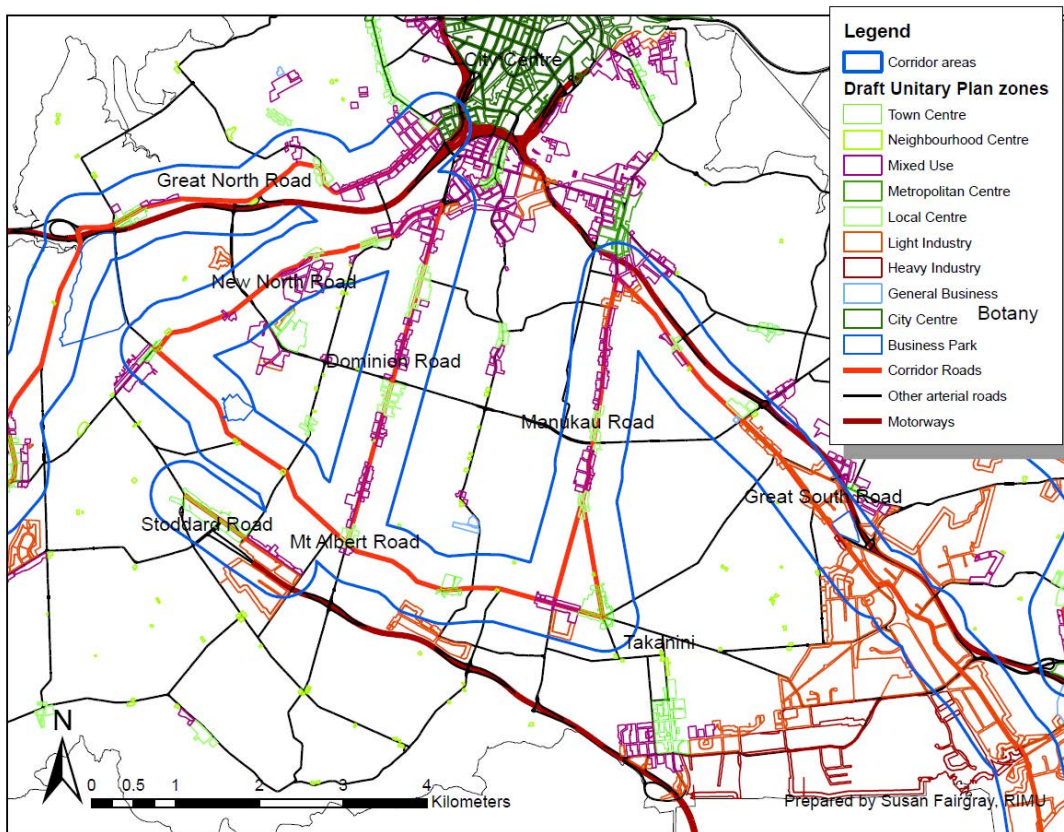 Legend
Corridor areas
Draft Unitary Plan zones
Town Centre
Neighbourhood Centre
Mixed Use
Metropolitan Centre
Local Centre
Light Industry
Heavy Industry
General Business
City Centre
Business Park
Corridor Roads
Other arterial roads
Motorways
Botany
City Centre
Great North Road
New North Road
Dominien Road
Manukau Road
Great South Road
Stoddard Road
Mt Albert Road
Takanini
N
0 0.5 1 2 3 4
Kilometers
Prepared by Susan Fairgray, RIMU